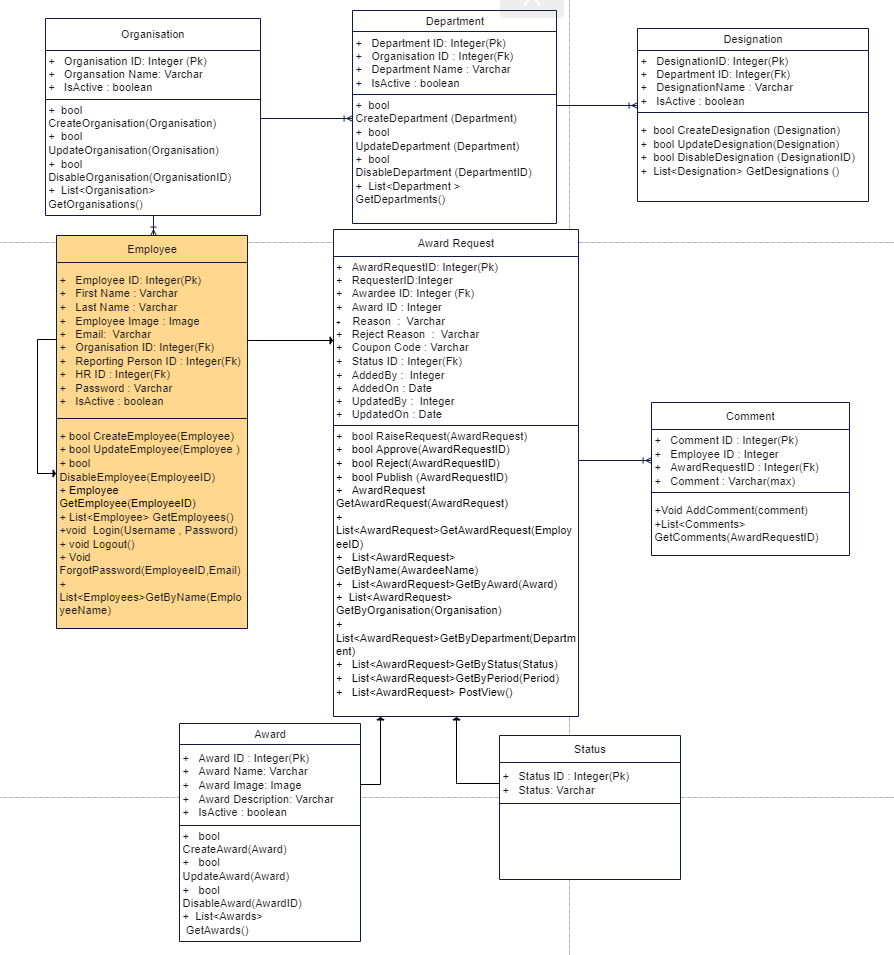 Organisation
+ Organisation ID: Integer (Pk)
+ Organsation Name: Varchar
+ IsActive : boolean
+ bool
CreateOrganisation(Organisation)
+ bool
UpdateOrganisation(Organisation)
+ bool
DisableOrganisation(OrganisationID)
+ List<Organisation>
GetOrganisations()
Department
+ Department ID: Integer(Pk)
+ Organisation ID : Integer(Fk)
+ Department Name : Varchar
+ IsActive : boolean
+ bool
CreateDepartment (Department)
+ bool
UpdateDepartment (Department)
+ bool
DisableDepartment (DepartmentID)
+ List<Department >
GetDepartments()
Designation
+ DesignationID: Integer(Pk)
+ Department ID: Integer(Fk)
+ DesignationName : Varchar
+ IsActive : boolean
+ bool CreateDesignation (Designation)
+ bool UpdateDesignation(Designation)
+ bool DisableDesignation (DesignationID)
+ List<Designation> GetDesignations ()
Employee
+ Employee ID: Integer(Pk)
+ First Name : Varchar
+ Last Name : Varchar
+ Employee Image : Image
+ Email: Varchar
+ Organisation ID: Integer(Fk)
+ Reporting Person ID : Integer(Fk)
+ HR ID : Integer(Fk)
+ Password : Varchar
+ IsActive : boolean
+ bool CreateEmployee(Employee)
+ bool UpdateEmployee(Employee )
+ bool
DisableEmployee(EmployeeID)
+ Employee
GetEmployee(EmployeeID)
+ List<Employee> GetEmployees()
+void Login(Username , Password)
+ void Logout()
+ Void
ForgotPassword(EmployeeID,Email)
+
List<Employees>GetByName(Emplo
yeeName)
Award Request
+ AwardRequestID: Integer(Pk)
+ RequesterID:Integer
+ Awardee ID: Integer (Fk)
+ Award ID : Integer
+ Reason : Varchar
+ Reject Reason : Varchar
+ Coupon Code : Varchar
+ Status ID : Integer(Fk)
+ AddedBy : Integer
+ AddedOn : Date
+ UpdatedBy : Integer
+ UpdatedOn : Date
+ bool RaiseRequest(AwardRequest)
+ bool Approve(AwardRequestID)
+ bool Reject(AwardRequestID)
+ bool Publish (AwardRequestID)
+ AwardRequest
GetAwardRequest(AwardRequest)
+
List<AwardRequest>GetAwardRequest(Employ
eeID)
+ List<AwardRequest>
GetByName(AwardeeName)
+ List<AwardRequest>GetByAward(Award)
+ List<AwardRequest>
GetByOrganisation(Organisation)
+
List<AwardRequest>GetByDepartment(Departm
ent)
+ List<AwardRequest>GetByStatus(Status)
+ List<AwardRequest>GetByPeriod(Period)
+ List<AwardRequest> PostView()
Comment
+ Comment ID : Integer(Pk)
+ Employee ID : Integer
+ AwardRequestID : Integer(Fk)
+ Comment : Varchar(max)
+Void AddComment(comment)
+List<Comments>
GetComments(AwardRequestID)
Award
+ Award ID : Integer(Pk)
+ Award Name: Varchar
+ Award Image: Image
+ Award Description: Varchar
+ IsActive : boolean
+ bool
CreateAward(Award)
+ bool
UpdateAward(Award)
+ bool
DisableAward(AwardID)
+ List<Awards>
GetAwards()
Status
+ Status ID : Integer(Pk)
+ Status: Varchar